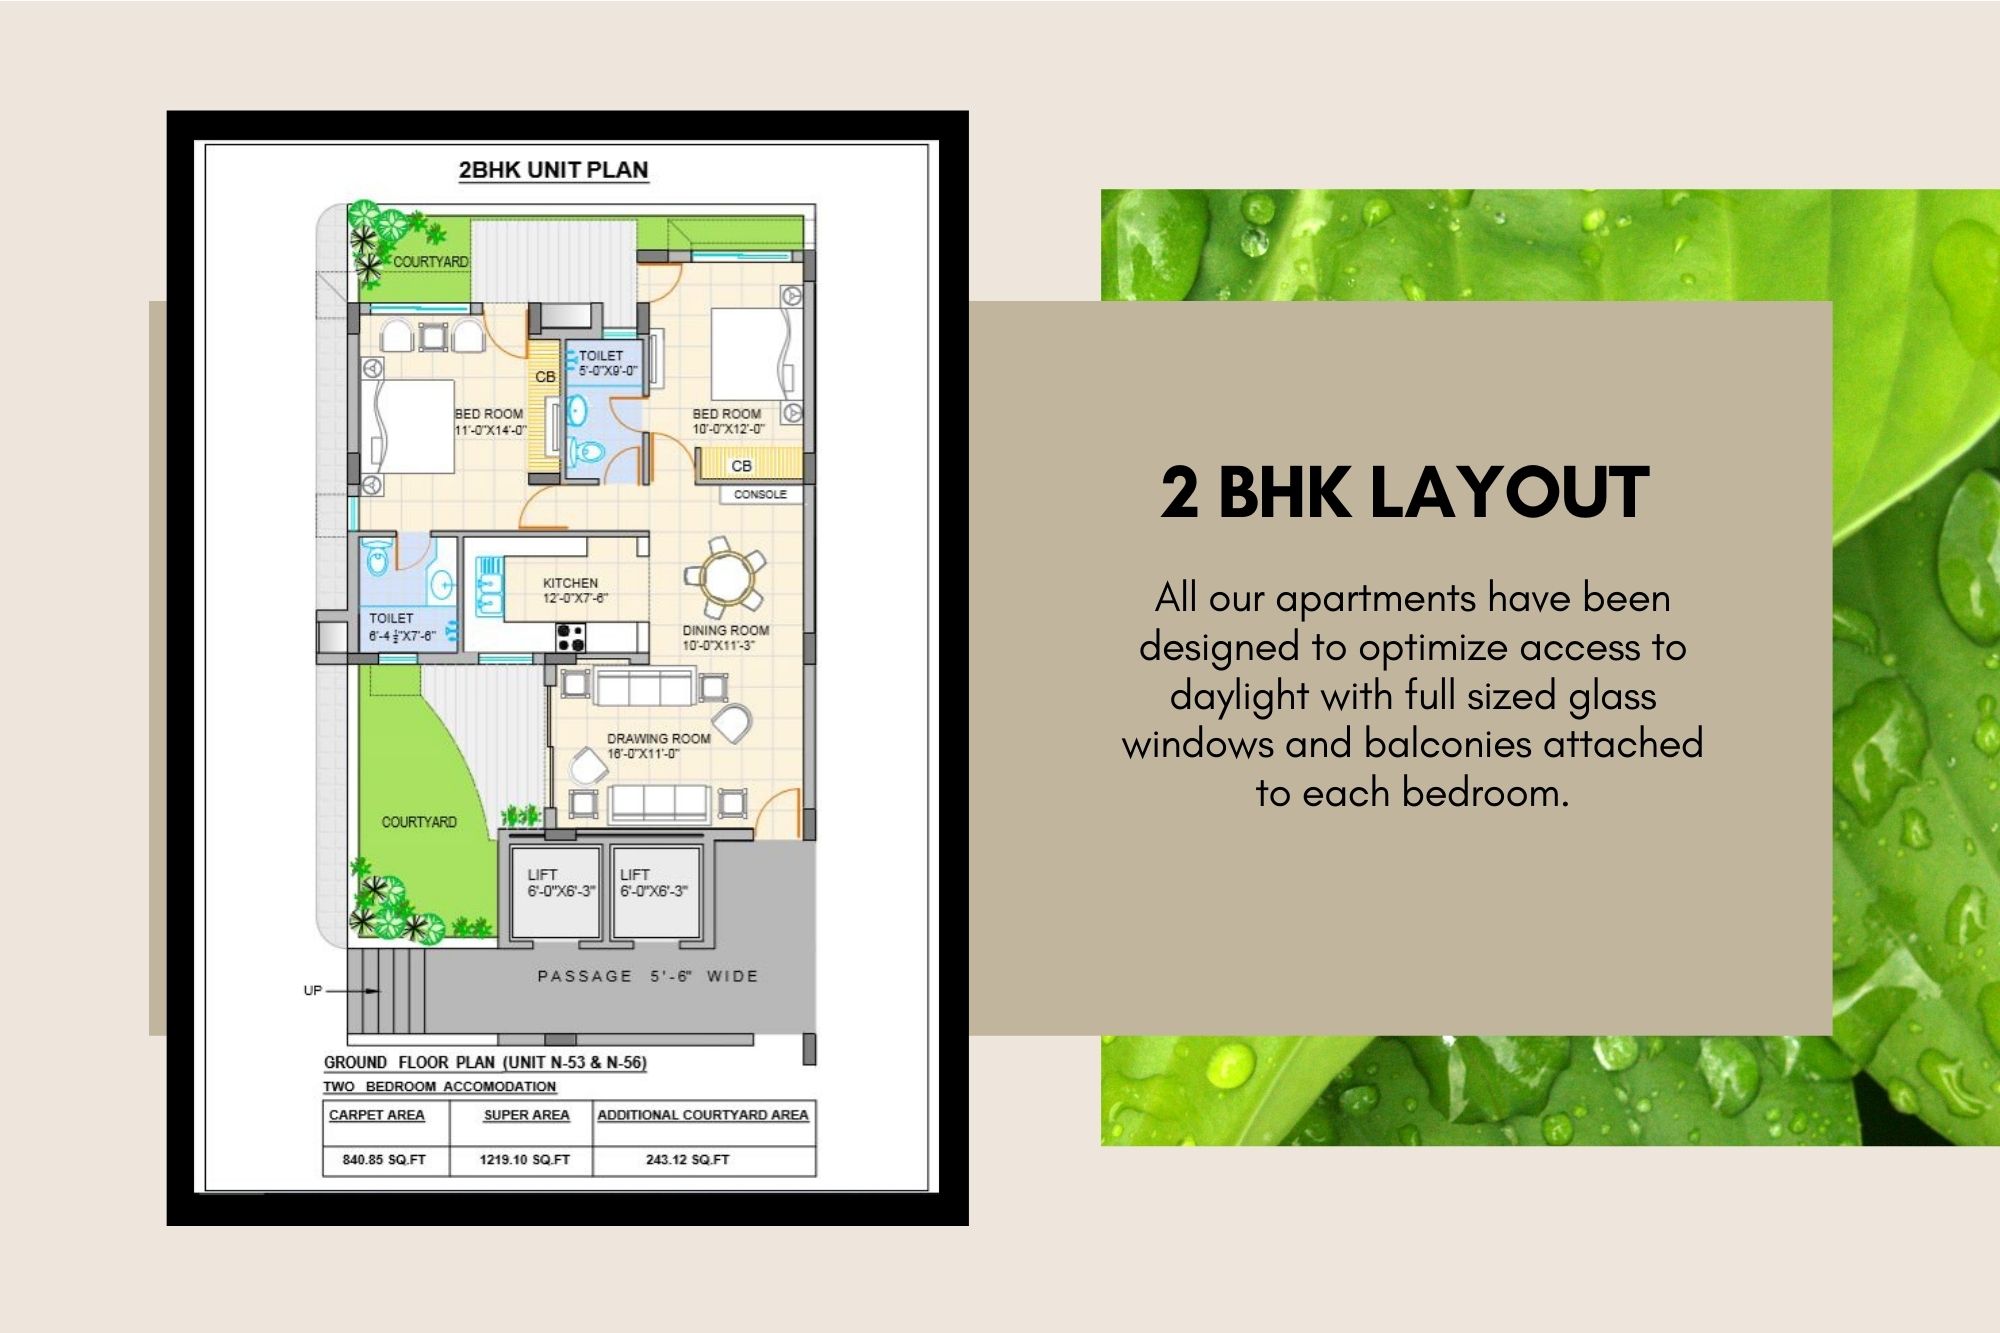 2BHK UNIT PLAN
COURTYARD
TOILET
5'-0"X9'-0"
CB
BED ROOM
11'-0"X14'-0"
BED ROOM
10'-0"X12'-0"
CB
CONSOLE
KITCHEN
12'-0"X7'-6"
TOILET
6'-4 ½"X7'-6"
DINING ROOM
10'-0"X11'-3"
DRAWING ROOM
16'-0"X11'-0"
COURTYARD
LIFT
6'-0"X6'-3"
LIFT
6'-0"X6'-3"
PASSAGE 5'-6" WIDE
UP
GROUND FLOOR PLAN (UNIT N-53 & N-56)
TWO BEDROOM ACCOMODATION
CARPET AREA SUPER AREA ADDITIONAL COURTYARD AREA
840.85 SQ.FT 1219.10 SQ.FT 243.12 SQ.FT
2 BHK LAYOUT
All our apartments have been
designed to optimize access to
daylight with full sized glass
windows and balconies attached
to each bedroom.